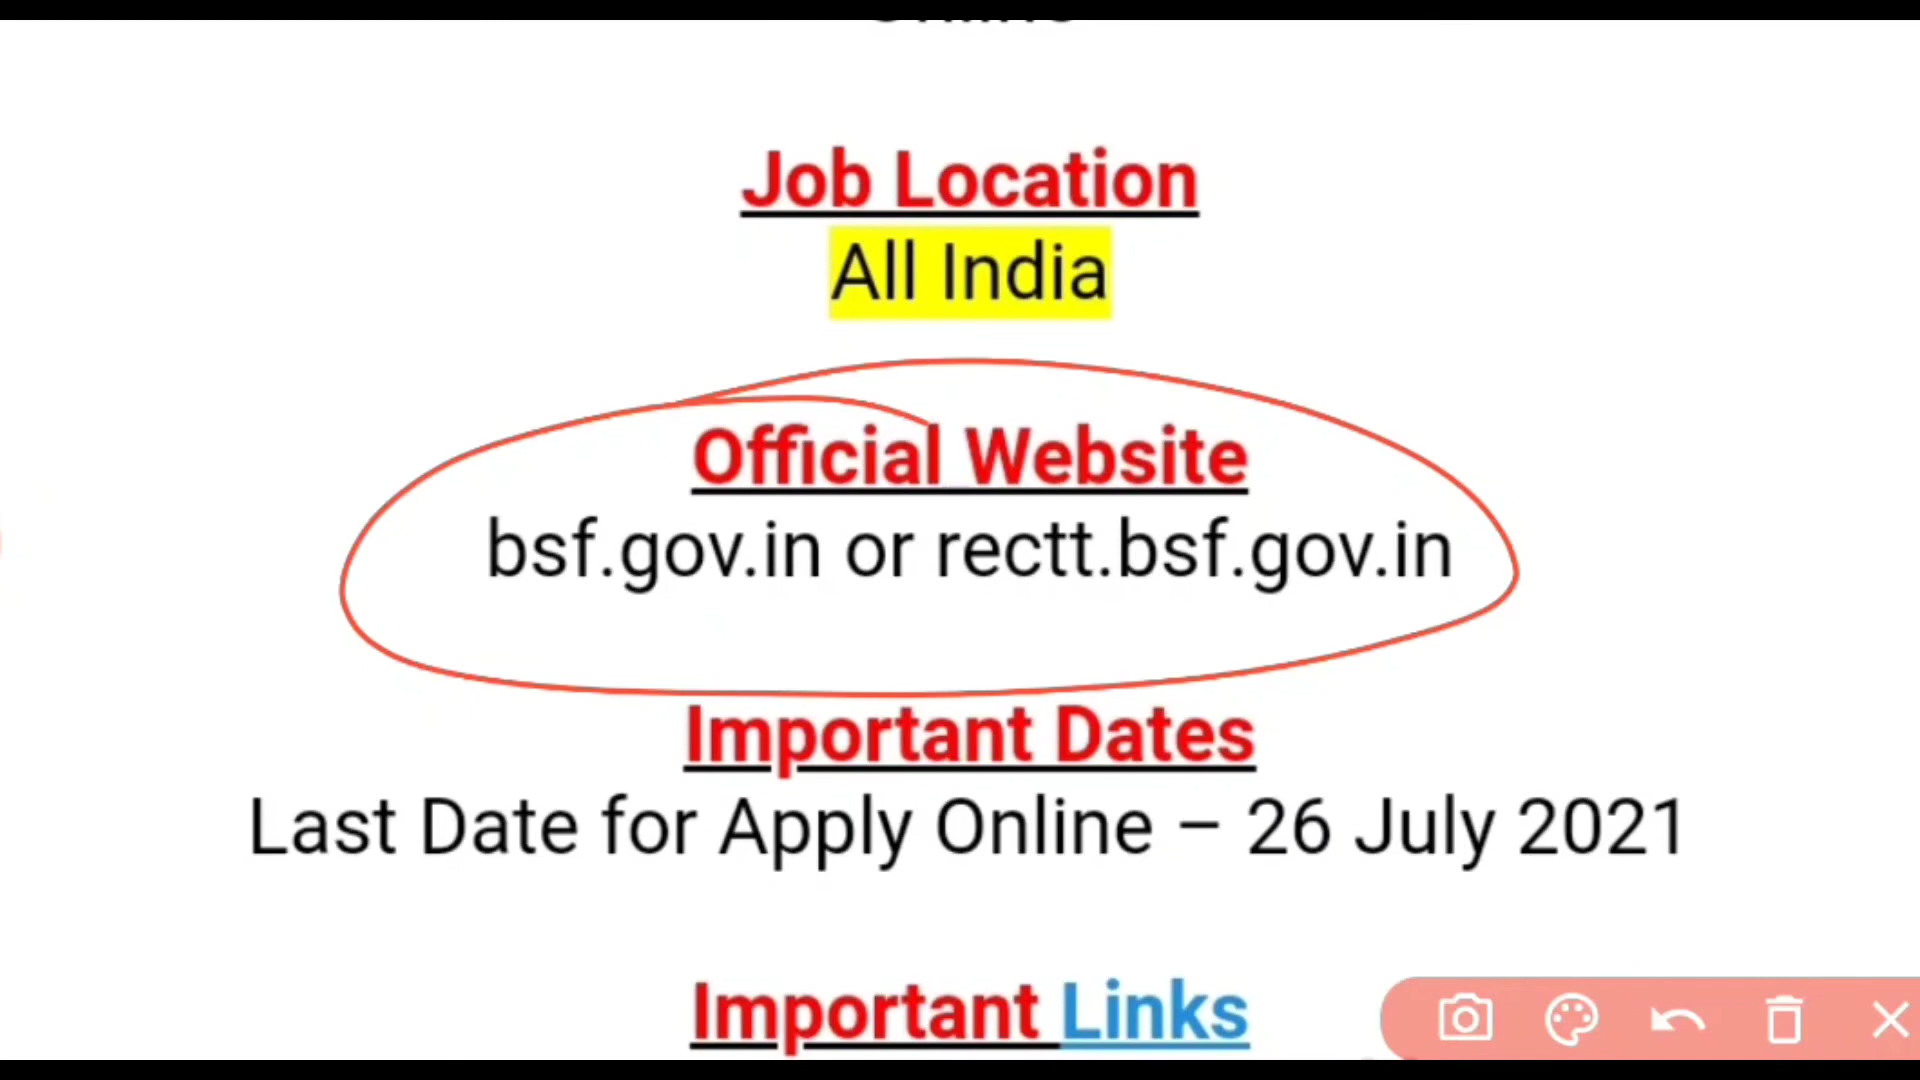 Job Location
All India
Official Website
bsf.gov.in or rectt.bsf.gov.in
Important Dates
Last Date for Apply Online – 26 July 2021
Important Links